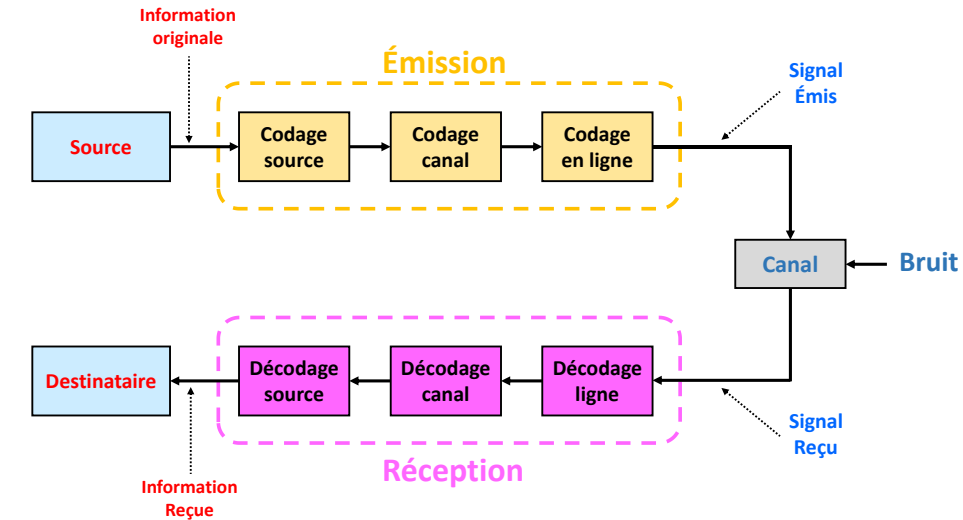 Information
originale
Émission
Signal
Émis
Source
Codage
source
Codage
canal
Codage
en ligne
Canal
Bruit
Destinataire
Décodage
source
Décodage
canal
Décodage
ligne
Signal
Reçu
Réception
Information
Reçue